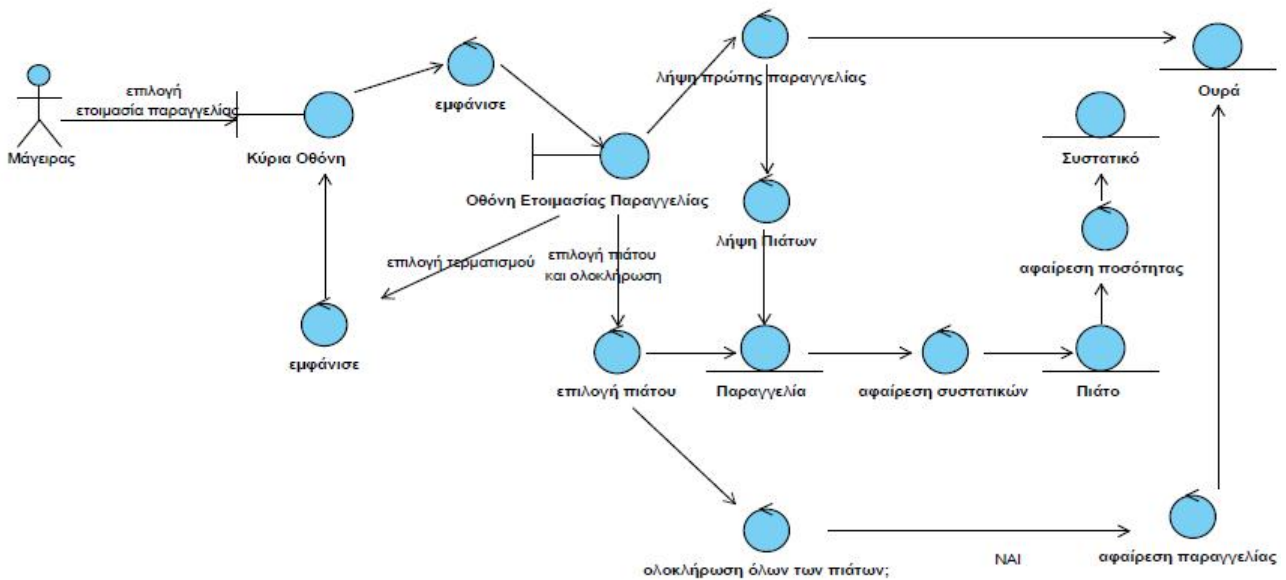 λήψη πρώτης παραγγελίας
Ουρά
επιλογή
ετοιμασία παραγγελίας
εμφάνισε
Μάγειρας
Κύρια Οθόνη
Συστατικό
Οθόνη Ετοιμασίας Παραγγελίας
λήψη Πιάτων
επιλογή τερματισμού
επιλογή πιάτου
και ολοκλήρωση
αφαίρεση ποσότητας
εμφάνισε
επιλογή πιάτου
Παραγγελία
αφαίρεση συστατικών
Πιάτο
ολοκλήρωση όλων των πιάτων;
ΝΑΙ
αφαίρεση παραγγελίας